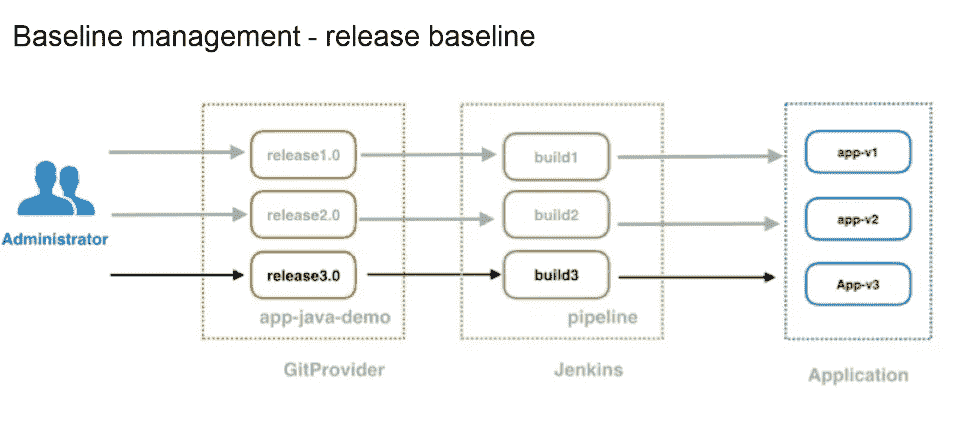 Baseline management - release baseline
Administrator
release1.0
release2.0
release3.0
app-java-demo
GitProvider
build1
build2
build3
pipeline
Jenkins
app-v1
app-v2
App-v3
Application